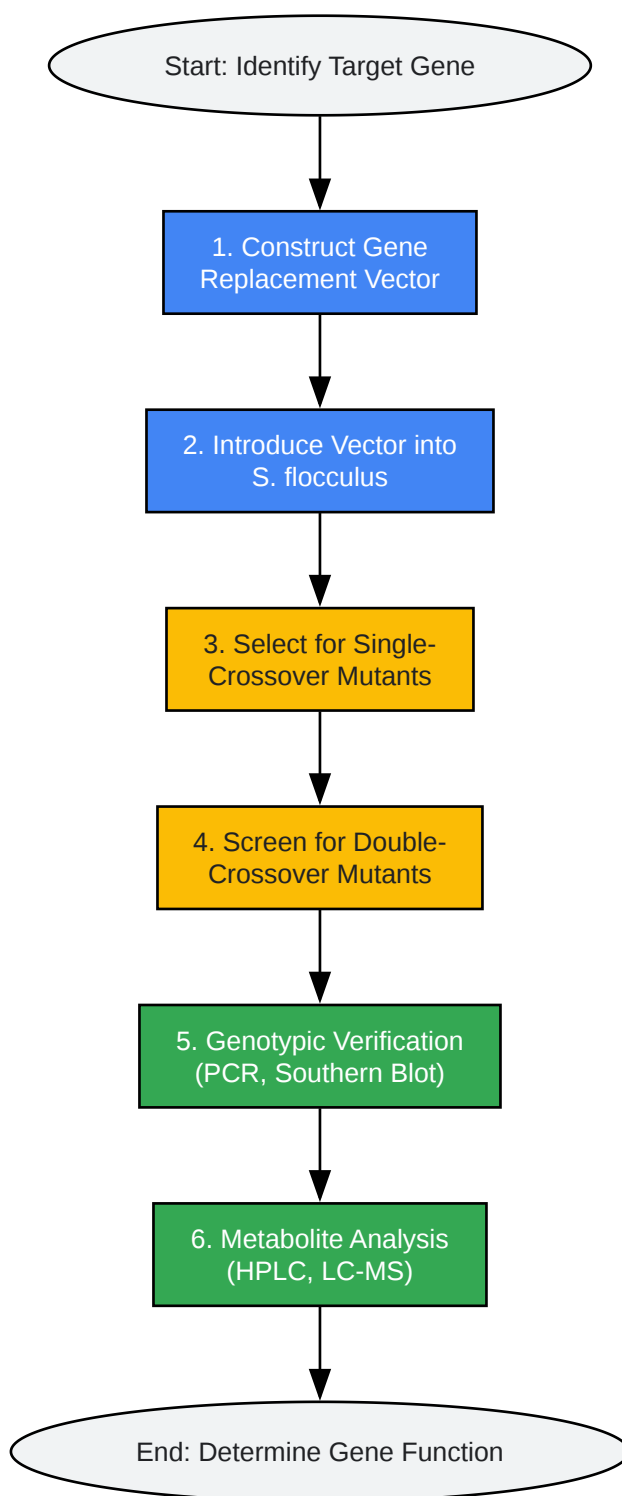 Start: Identify Target Gene
1. Construct Gene
Replacement Vector
2. Introduce Vector into
S. flocculus
3. Select for Single-
Crossover Mutants
4. Screen for Double-
Crossover Mutants
5. Genotypic Verification
(PCR, Southern Blot)
6. Metabolite Analysis
(HPLC, LC-MS)
End: Determine Gene Function